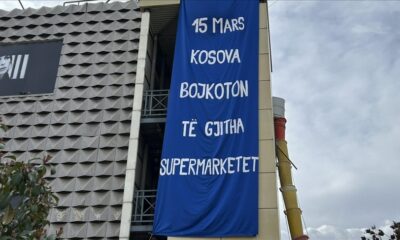 15 MARS
KOSOVA
BOJKOTON
TË GJITHA
SUPERMARKETET